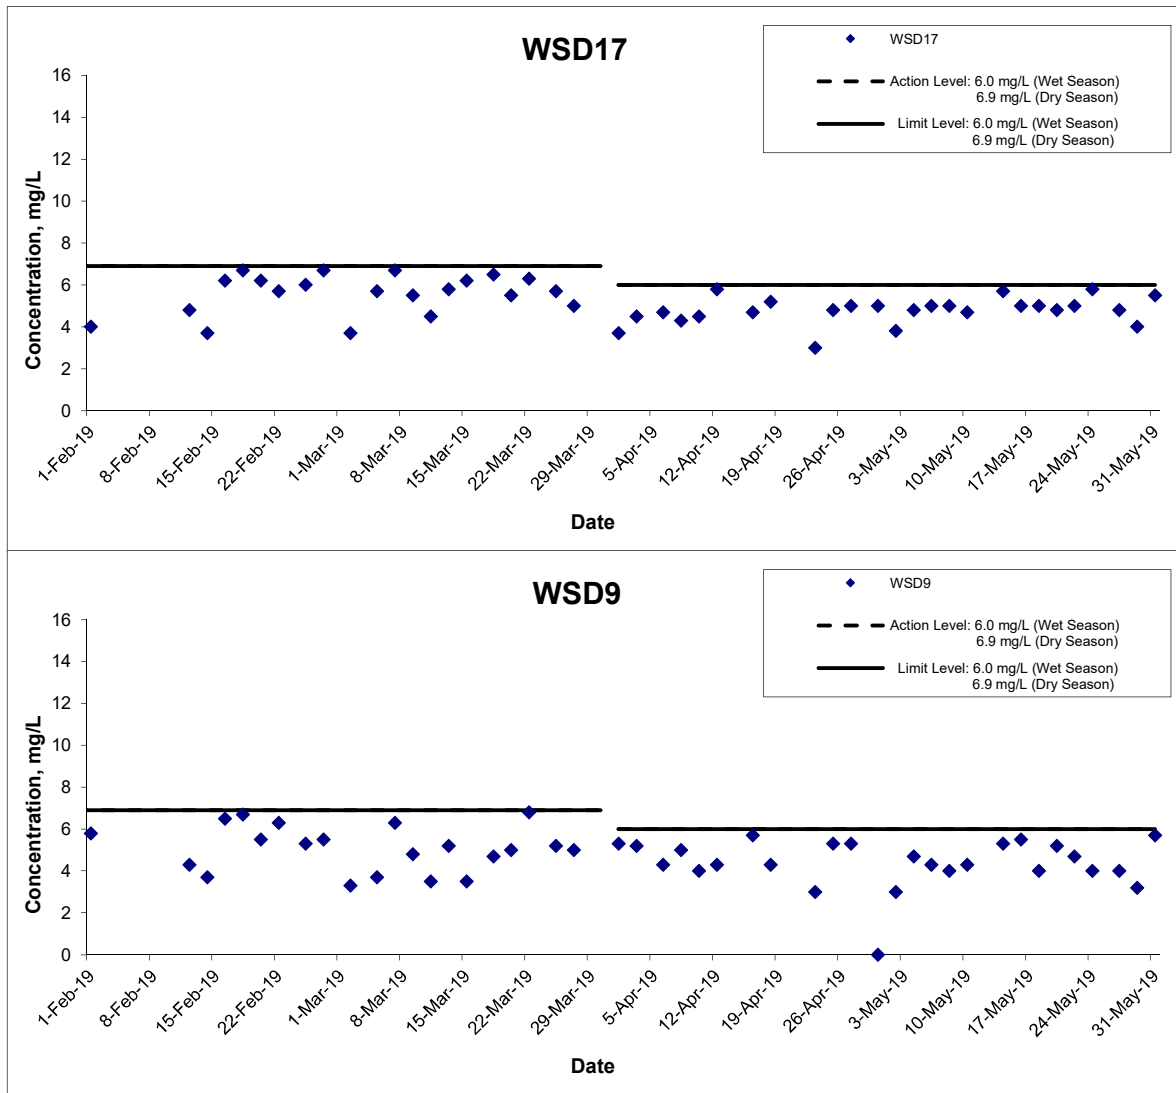 WSD17
WSD17
Action Level: 6.0 mg/L (Wet Season)
6.9 mg/L (Dry Season)
Limit Level: 6.0 mg/L (Wet Season)
6.9 mg/L (Dry Season)
Concentration, mg/L
16
14
12
10
8
6
4
2
0
1-Feb-19
8-Feb-19
15-Feb-19
22-Feb-19
1-Mar-19
8-Mar-19
15-Mar-19
22-Mar-19
29-Mar-19
5-Apr-19
12-Apr-19
19-Apr-19
26-Apr-19
3-May-19
10-May-19
17-May-19
24-May-19
31-May-19
Date
WSD9
WSD9
Action Level: 6.0 mg/L (Wet Season)
6.9 mg/L (Dry Season)
Limit Level: 6.0 mg/L (Wet Season)
6.9 mg/L (Dry Season)
Concentration, mg/L
16
14
12
10
8
6
4
2
0
1-Feb-19
8-Feb-19
15-Feb-19
22-Feb-19
1-Mar-19
8-Mar-19
15-Mar-19
22-Mar-19
29-Mar-19
5-Apr-19
12-Apr-19
19-Apr-19
26-Apr-19
3-May-19
10-May-19
17-May-19
24-May-19
31-May-19
Date